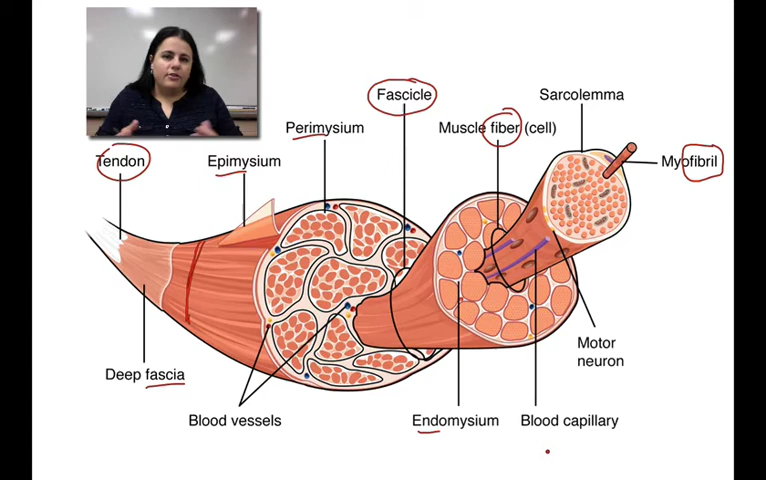 Fascicle
Sarcolemma
Perimysium
Muscle fiber (cell)
Tendon
Epimysium
Myofibril
Motor
neuron
Deep fascia
Blood vessels
Endomysium
Blood capillary